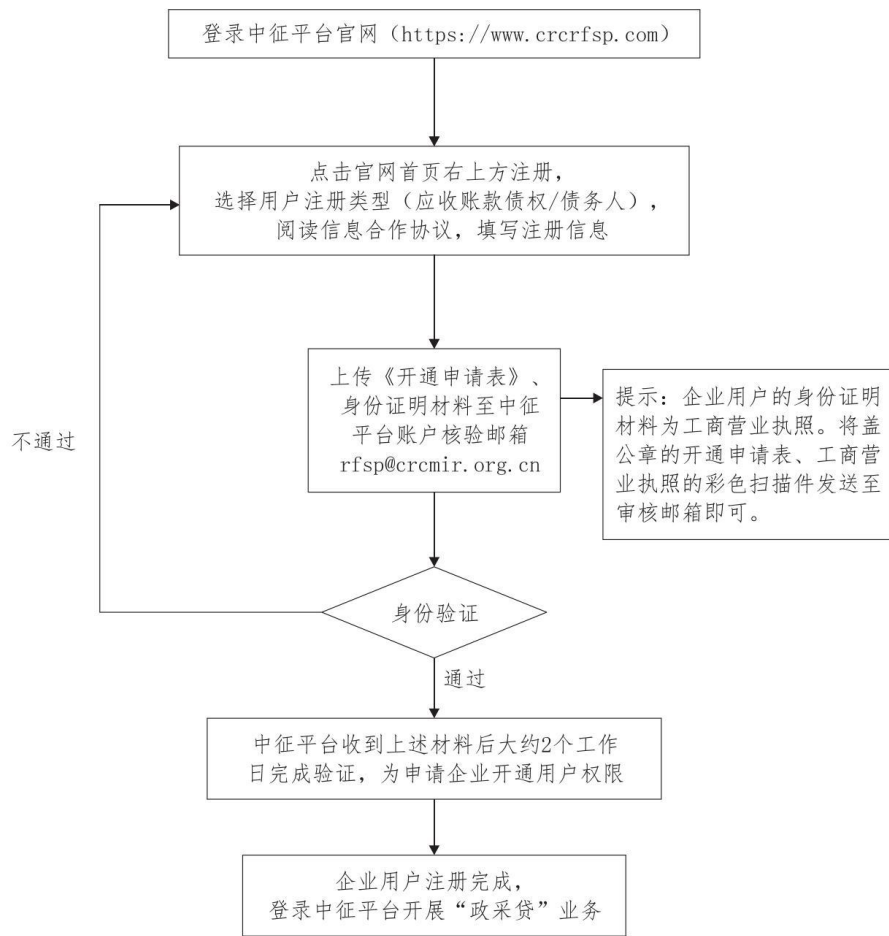 登录中征平台官网（https://www.crcrfsp.com）
点击官网首页右上方注册，
选择用户注册类型（应收账款债权/债务人），
阅读信息合作协议，填写注册信息
上传《开通申请表》、
身份证明材料至中征
平台账户核验邮箱
rfsp@crcmir.org.cn
提示：企业用户的身份证明
材料为工商营业执照。将盖
公章的开通申请表、工商营
业执照的彩色扫描件发送至
审核邮箱即可。
不通过
身份验证
通过
中征平台收到上述材料后大约2个工作
日完成验证，为申请企业开通用户权限
企业用户注册完成，
登录中征平台开展“政采贷”业务